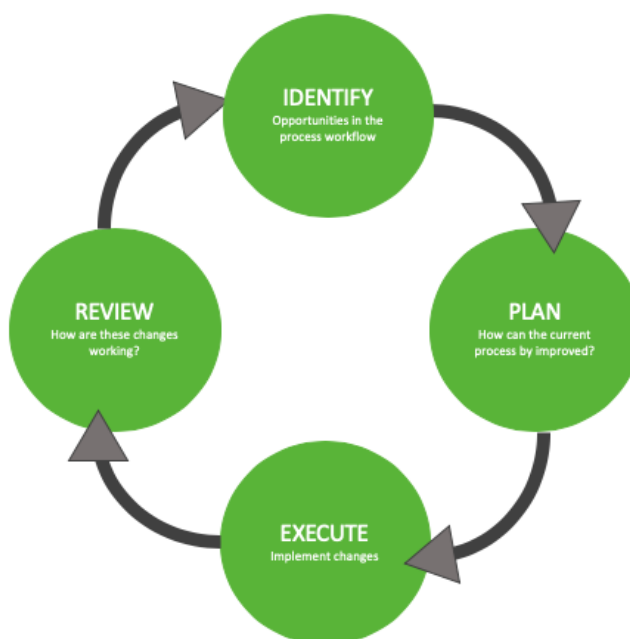 IDENTIFY
Opportunities in the
process workflow
PLAN
How can the current
process by improved?
EXECUTE
Implement changes
REVIEW
How are these changes
working?